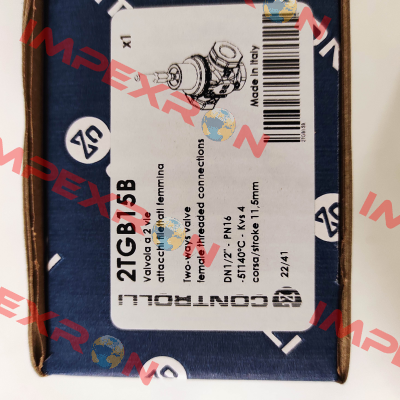 x1
Made in Italy
2TGB15B
Valvola a 2 vie
attacchi filettati femmina
Two-ways valve
female threaded connections
DN1/2" - PN16
-5T140°C - Kvs 4
corsa/stroke 11,5mm
22/41
CONTROLLI
IMPEXRON
IMPEXRON
IMPEXRON